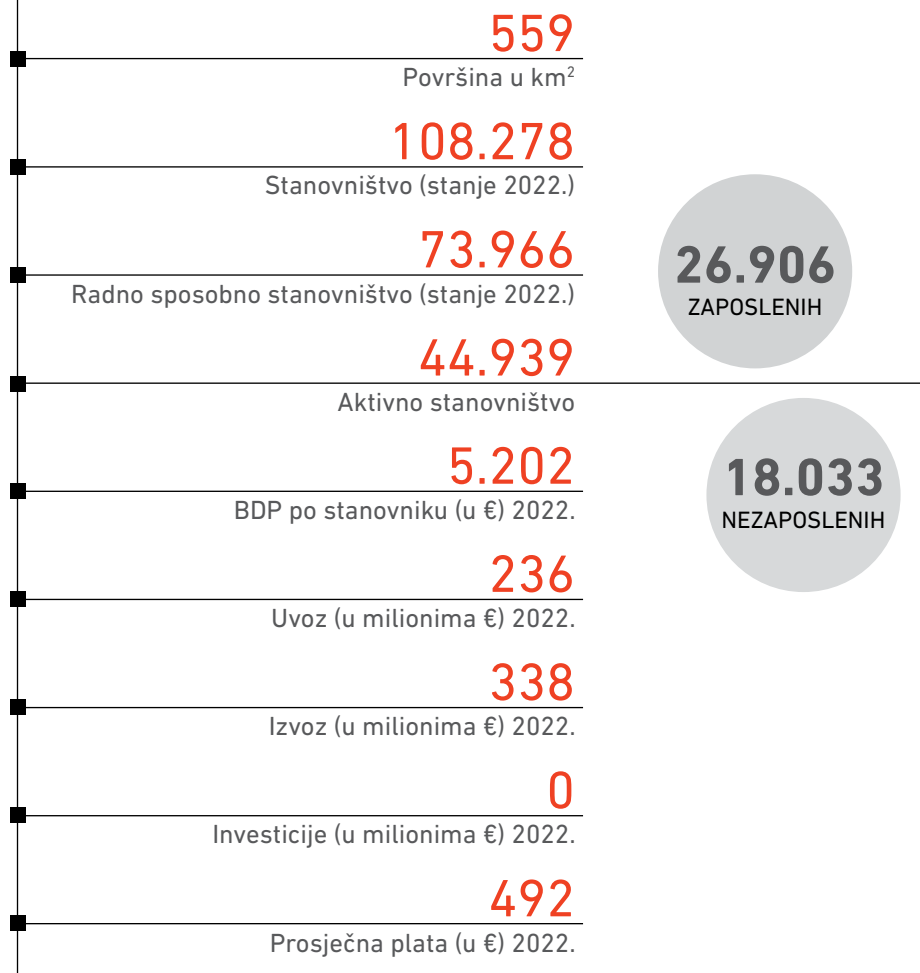 559
Površina u km²
108.278
Stanovništvo (stanje 2022.)
73.966
Radno sposobno stanovništvo (stanje 2022.)
26.906
ZAPOSLENIH
44.939
Aktivno stanovništvo
18.033
NEZAPOSLENIH
5.202
BDP po stanovniku (u €) 2022.
236
Uvoz (u milionima €) 2022.
338
Izvoz (u milionima €) 2022.
0
Investicije (u milionima €) 2022.
492
Prosječna plata (u €) 2022.